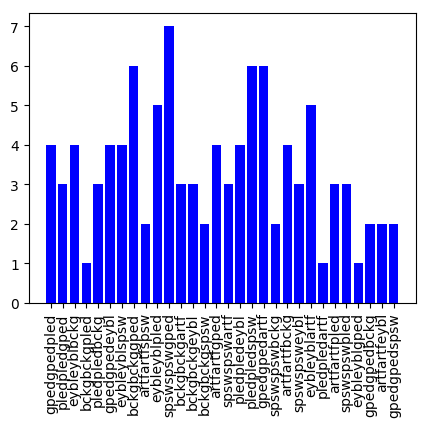 7
6
5
4
3
2
1
0
gpedgpedpled
pledpledgped
eybleyblbckg
bckgbckgpled
pledpledbckg
gpedgpedeybl
eybleyblspsw
bckgbckggped
artfartfspsw
eybleyblpled
spswspswgped
bckgbckgartf
bckgbckgeybl
bckgbckgspsw
artfartfgped
spswspswartf
pledpledeybl
pledpledspsw
gpedgpedartf
spswspswbckg
artfartfbckg
spswspsweybl
eybleyblartf
pledpledartf
artfartfpled
spswspswpled
eybleyblgped
gpedgpedbckg
artfartfeybl
gpedgpedspsw